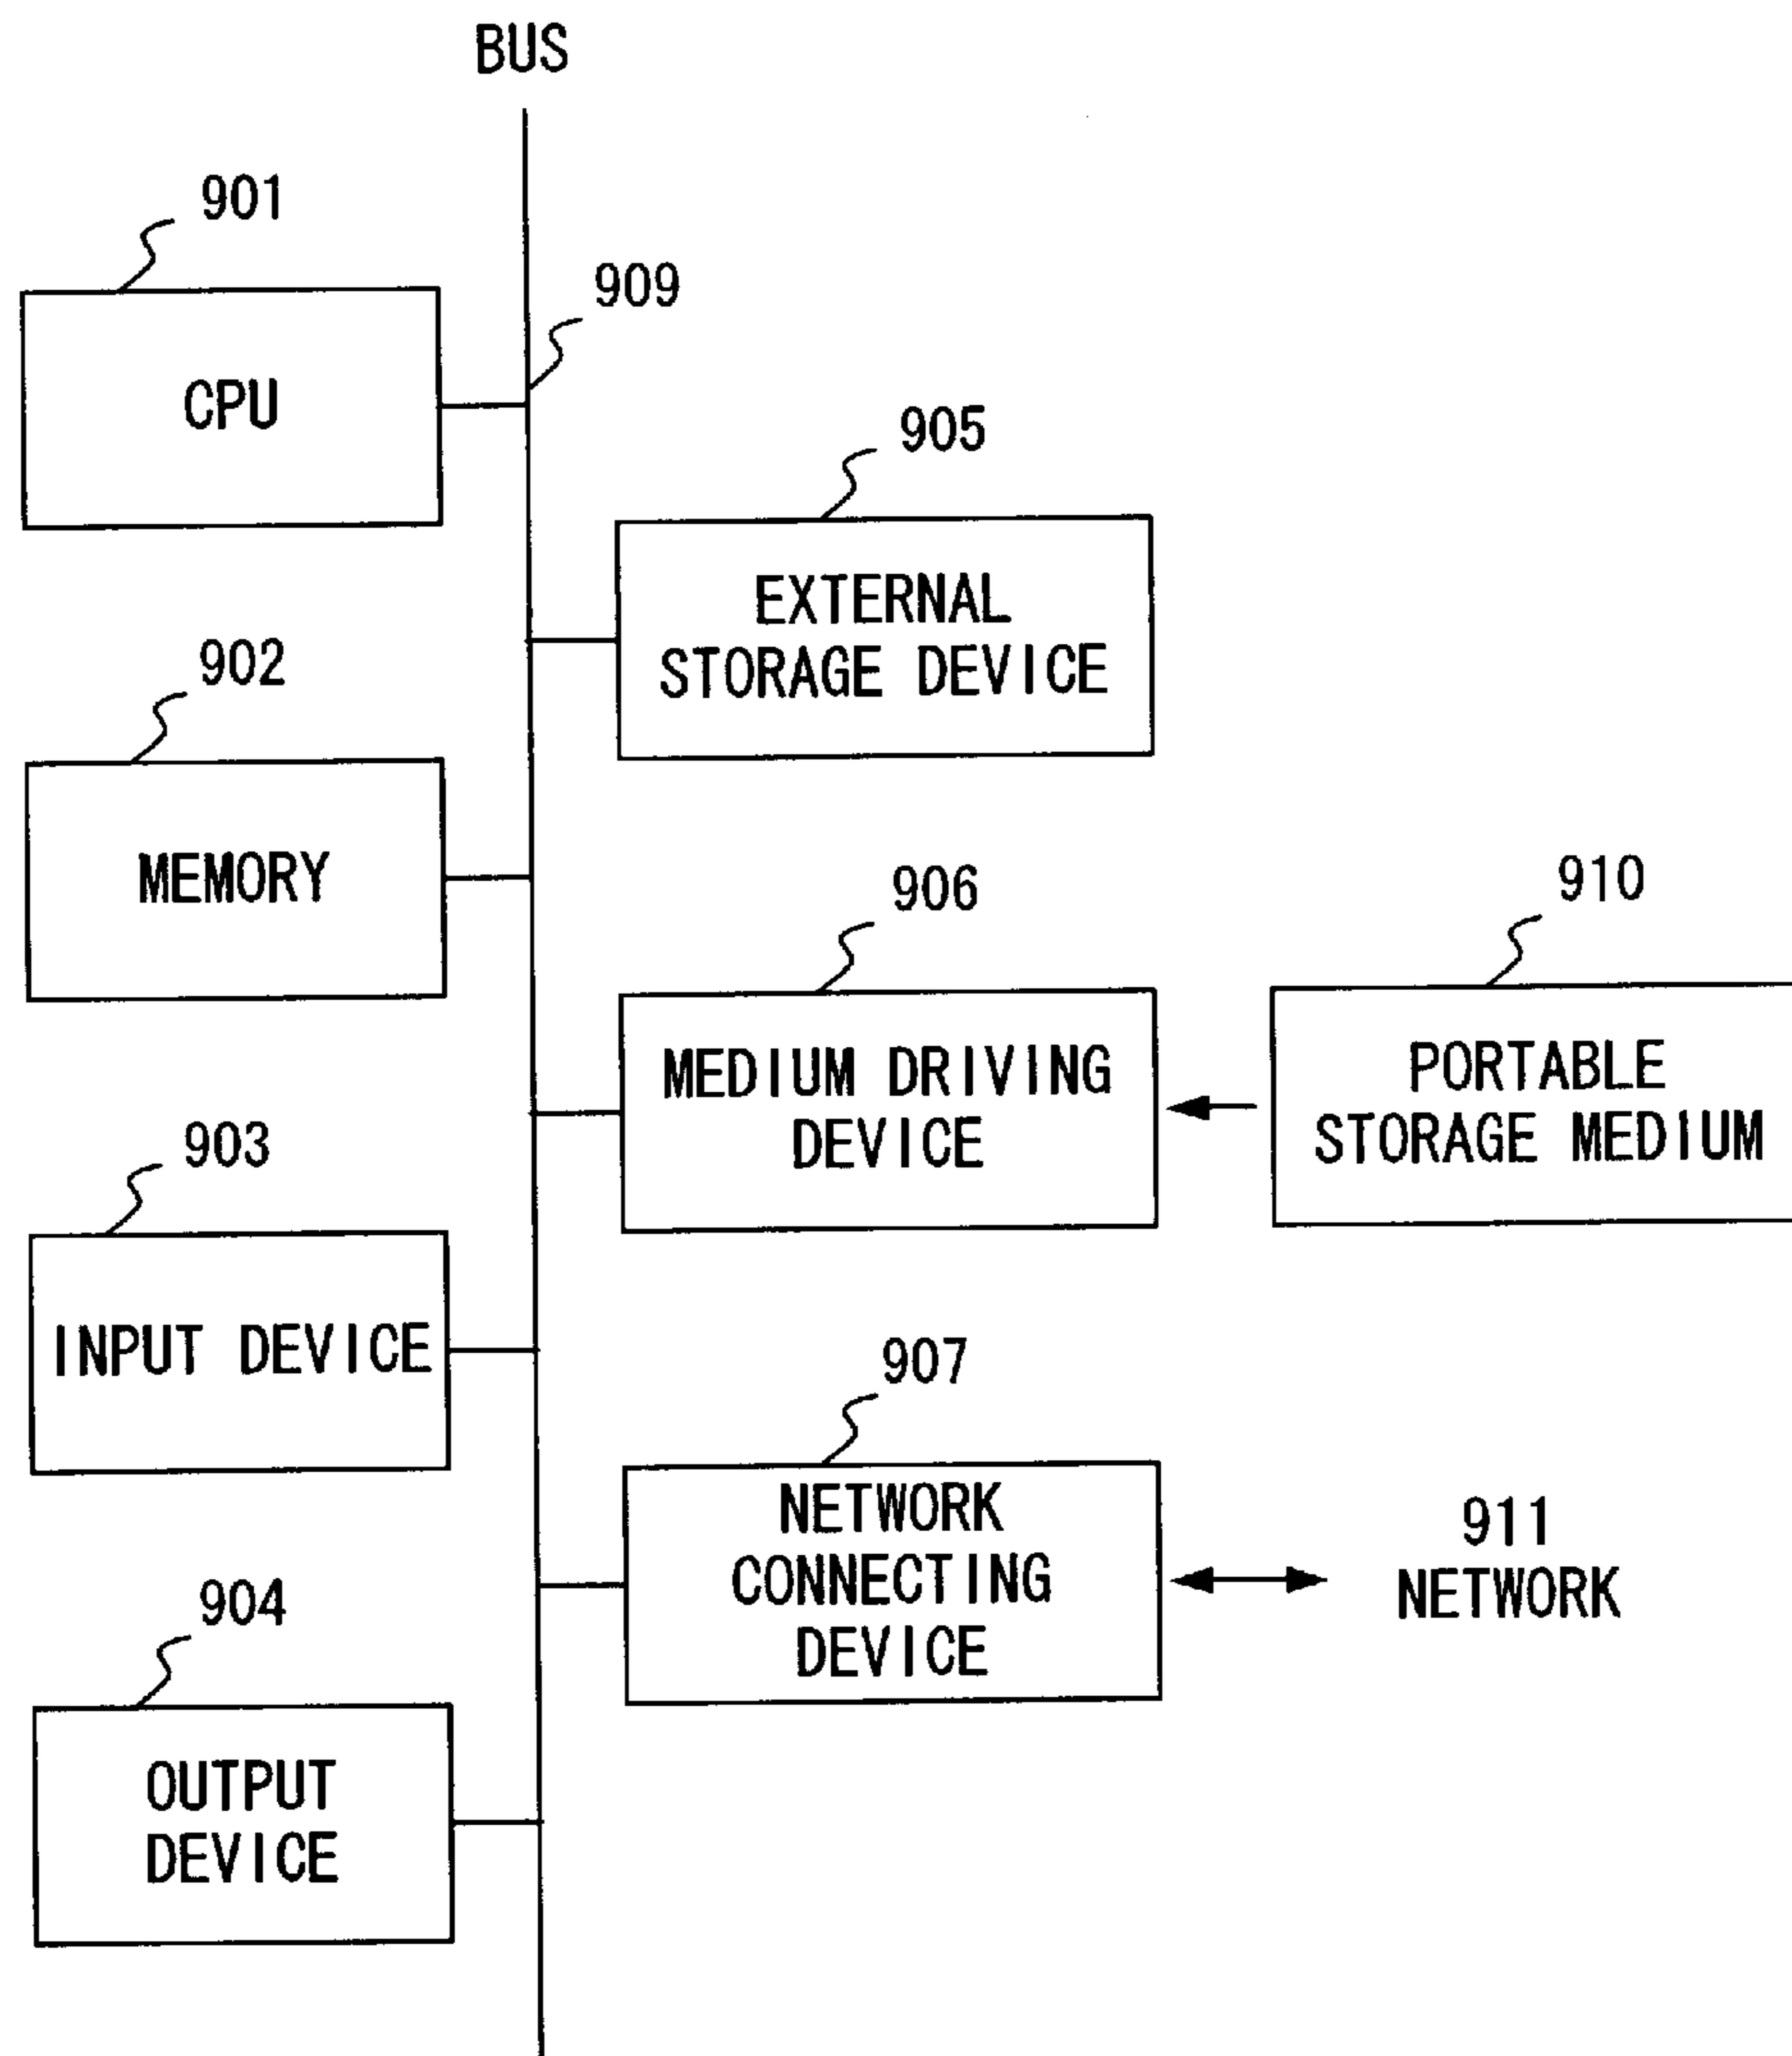 BUS
901
CPU
909
905
EXTERNAL
STORAGE DEVICE
902
MEMORY
906
MEDIUM DRIVING
DEVICE
910
PORTABLE
STORAGE MEDIUM
903
INPUT DEVICE
907
NETWORK
CONNECTING
DEVICE
911
NETWORK
904
OUTPUT
DEVICE